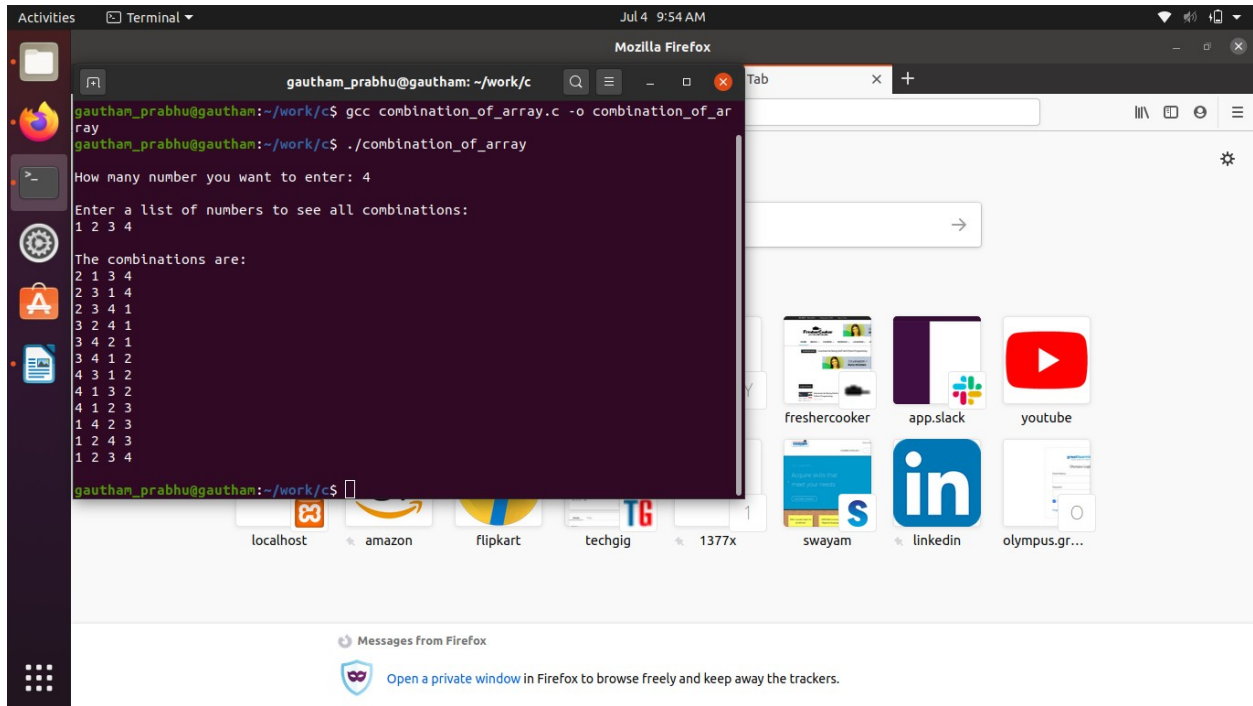 Activities
Terminal
Jul 4 9:54 AM
Mozilla Firefox
gautham_prabhu@gautham: ~/work/c
Tab
gautham_prabhu@gautham:~/work/c$ gcc combination_of_array.c -o combination_of_ar
ray
gautham_prabhu@gautham:~/work/c$ ./combination_of_array
How many number you want to enter: 4
Enter a list of numbers to see all combinations:
1 2 3 4
The combinations are:
2 1 3 4
2 3 1 4
2 3 4 1
3 2 4 1
3 4 2 1
3 4 1 2
4 3 1 2
4 1 3 2
4 1 2 3
1 4 2 3
1 2 4 3
1 2 3 4
gautham_prabhu@gautham:~/work/c$
Y
freshercooker
app.slack
youtube
in
TG
1
S
O
localhost
amazon
flipkart
techgig
1377x
swayam
linkedin
olympus.gr...
Messages from Firefox
Open a private window in Firefox to browse freely and keep away the trackers.